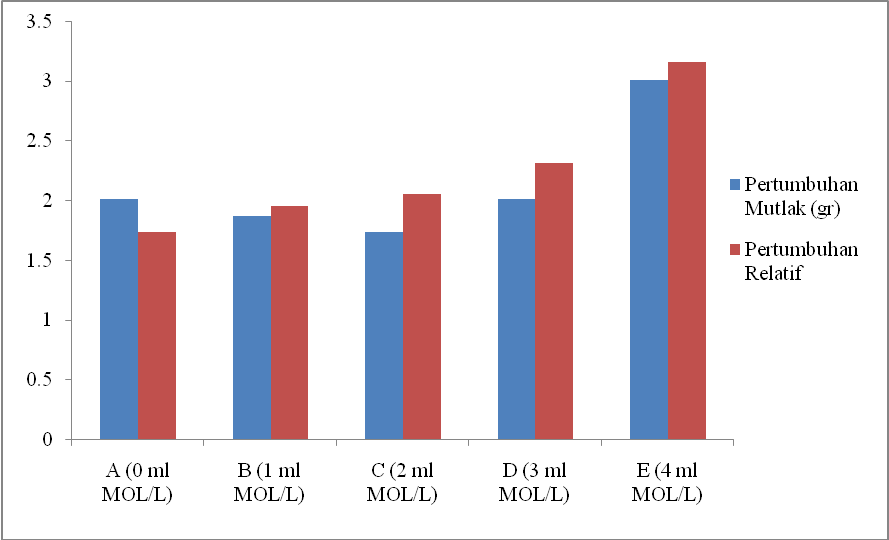 3.5
3
2.5
2
1.5
1
0.5
0
A (0 ml
MOL/L)
B (1 ml
MOL/L)
C (2 ml
MOL/L)
D (3 ml
MOL/L)
E (4 ml
MOL/L)
Pertumbuhan
Mutlak (gr)
Pertumbuhan
Relatif